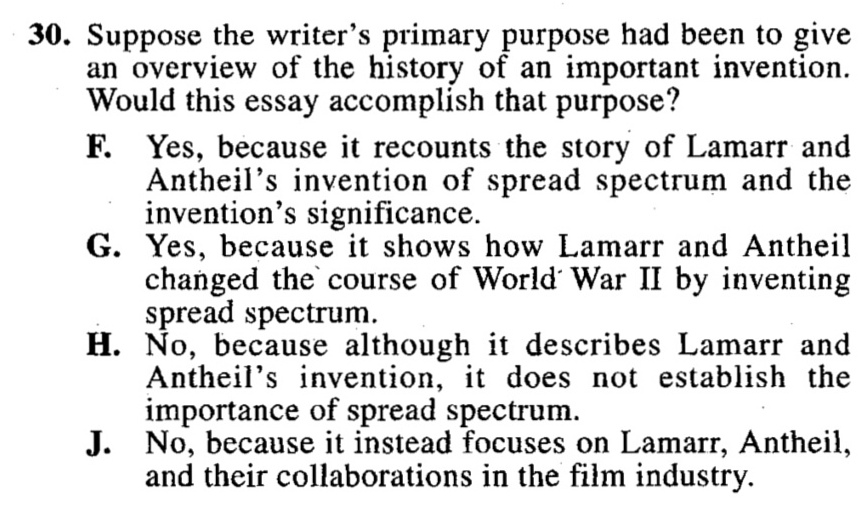 30. Suppose the writer's primary purpose had been to give
an overview of the history of an important invention.
Would this essay accomplish that purpose?
F. Yes, because it recounts the story of Lamarr and
Antheil's invention of spread spectrum and the
invention's significance.
G. Yes, because it shows how Lamarr and Antheil
changed the course of World War II by inventing
spread spectrum.
H. No, because although it describes Lamarr and
Antheil's invention, it does not establish the
importance of spread spectrum.
J. No, because it instead focuses on Lamarr, Antheil,
and their collaborations in the film industry.